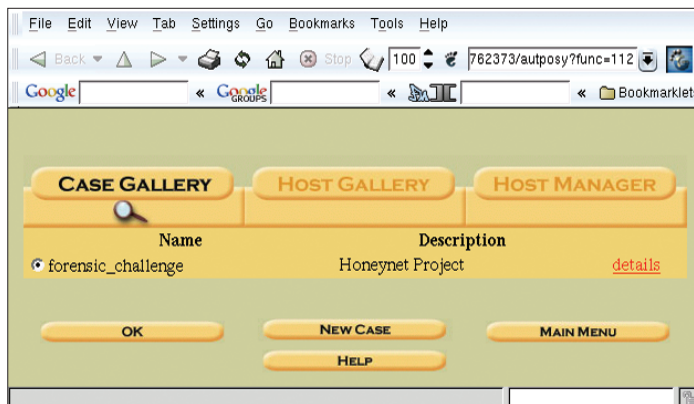 File Edit View Tab Settings Go Bookmarks Tools Help
Back Stop 100 762373/autposy?func=112
Google « Google GROUPS « « Bookmarklet
CASE GALLERY HOST GALLERY HOST MANAGER
Name Description
forensic_challenge Honeynet Project details
OK NEW CASE MAIN MENU
HELP